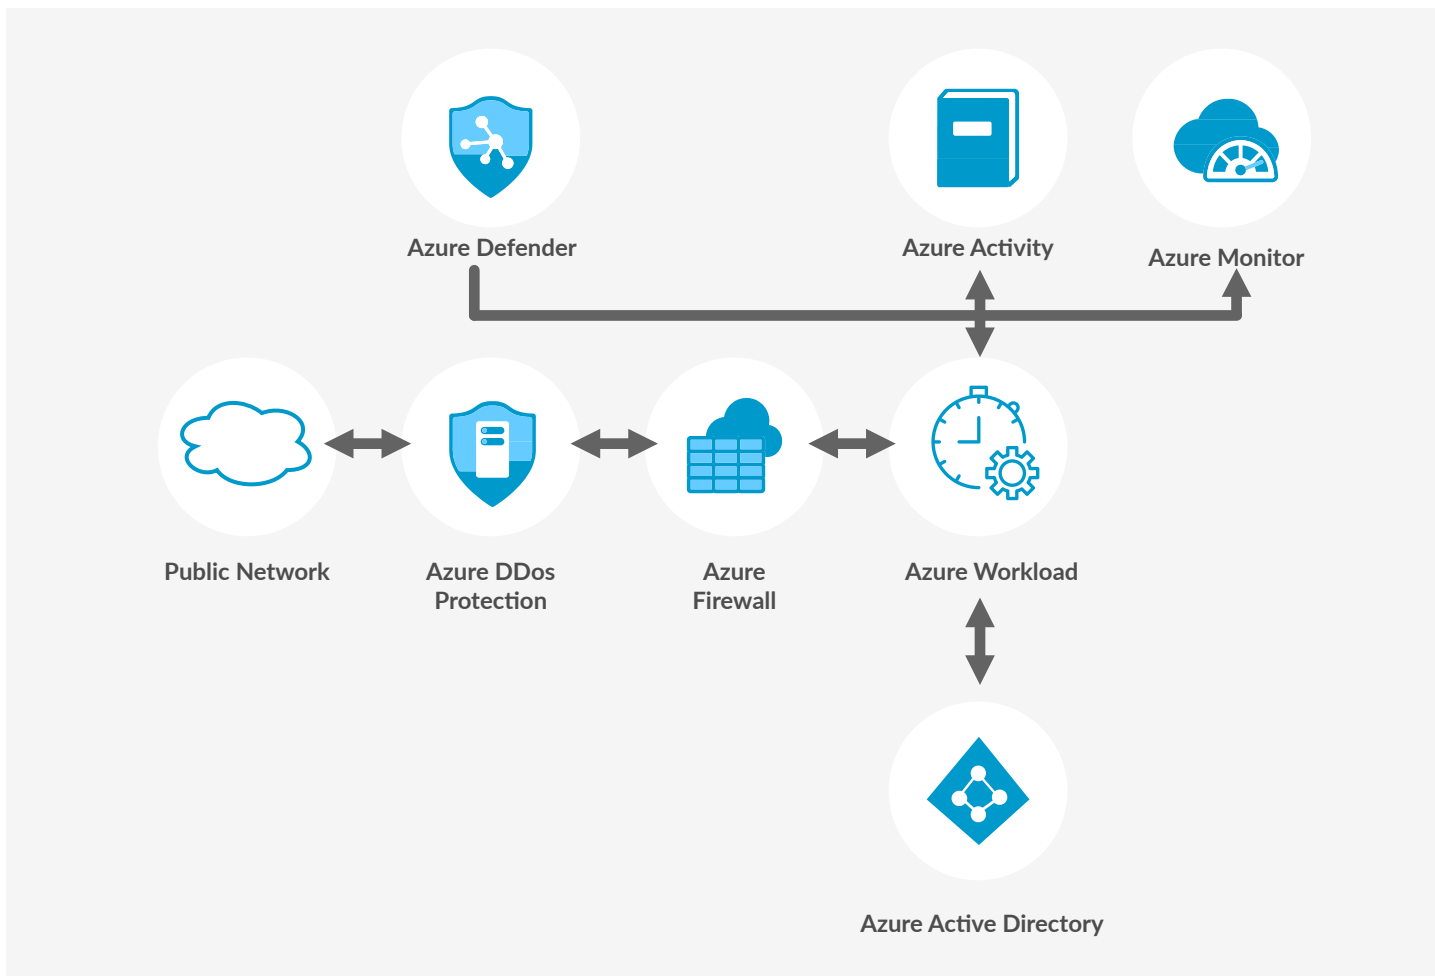 Azure Defender
Azure Activity
Azure Monitor
Public Network
Azure DDos
Protection
Azure
Firewall
Azure Workload
Azure Active Directory